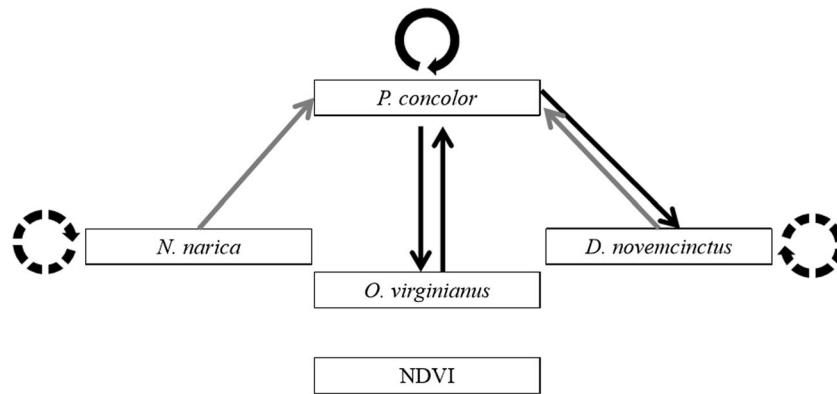 P. concolor
N. narica
D. novemcinctus
O. virginianus
NDVI